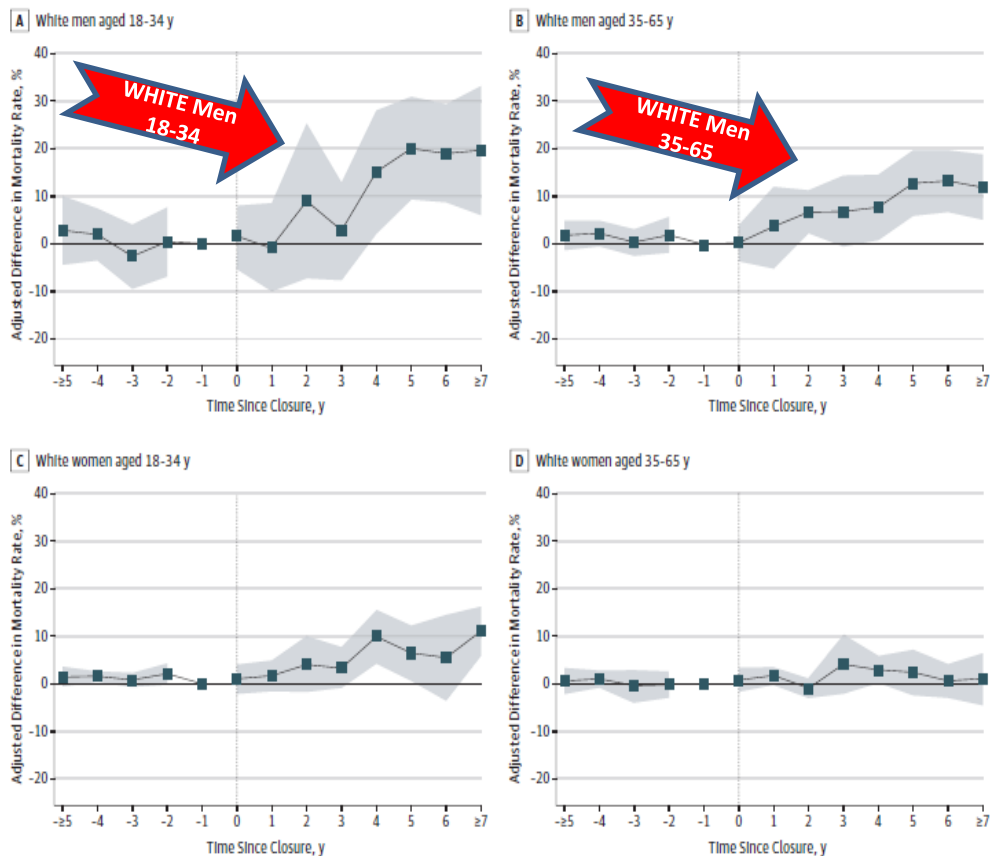 A White men aged 18-34 y
Adjusted Difference in Mortality Rate, %
40
30
20
10
0
-10
-20
WHITE Men
18-34
-≥5 -4 -3 -2 -1 0 1 2 3 4 5 6 ≥7
Time Since Closure, y
B White men aged 35-65 y
Adjusted Difference in Mortality Rate, %
40
30
20
10
0
-10
-20
WHITE Men
35-65
-≥5 -4 -3 -2 -1 0 1 2 3 4 5 6 ≥7
Time Since Closure, y
C White women aged 18-34 y
Adjusted Difference in Mortality Rate, %
40
30
20
10
0
-10
-20
-≥5 -4 -3 -2 -1 0 1 2 3 4 5 6 ≥7
Time Since Closure, y
D White women aged 35-65 y
Adjusted Difference in Mortality Rate, %
40
30
20
10
0
-10
-20
-≥5 -4 -3 -2 -1 0 1 2 3 4 5 6 ≥7
Time Since Closure, y